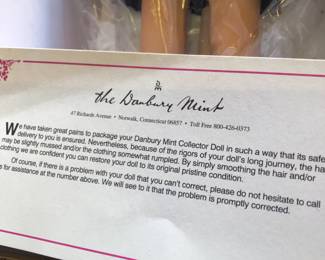 the Danbury Mint
47 Richards Avenue • Norwalk, Connecticut 06857 • Toll Free 800-426-0373
We have taken great pains to package your Danbury Mint Collector Doll in such a way that its safe
delivery to you is ensured. Nevertheless, because of the rigors of your doll's long journey, the hair
may be slightly mussed and/or the clothing somewhat rumpled. By simply smoothing the hair and/or
clothing we are confident you can restore your doll to its original pristine condition.
Of course, if there is a problem with your doll that you can't correct, please do not hesitate to call
us for assistance at the number above. We will see to it that the problem is promptly corrected.